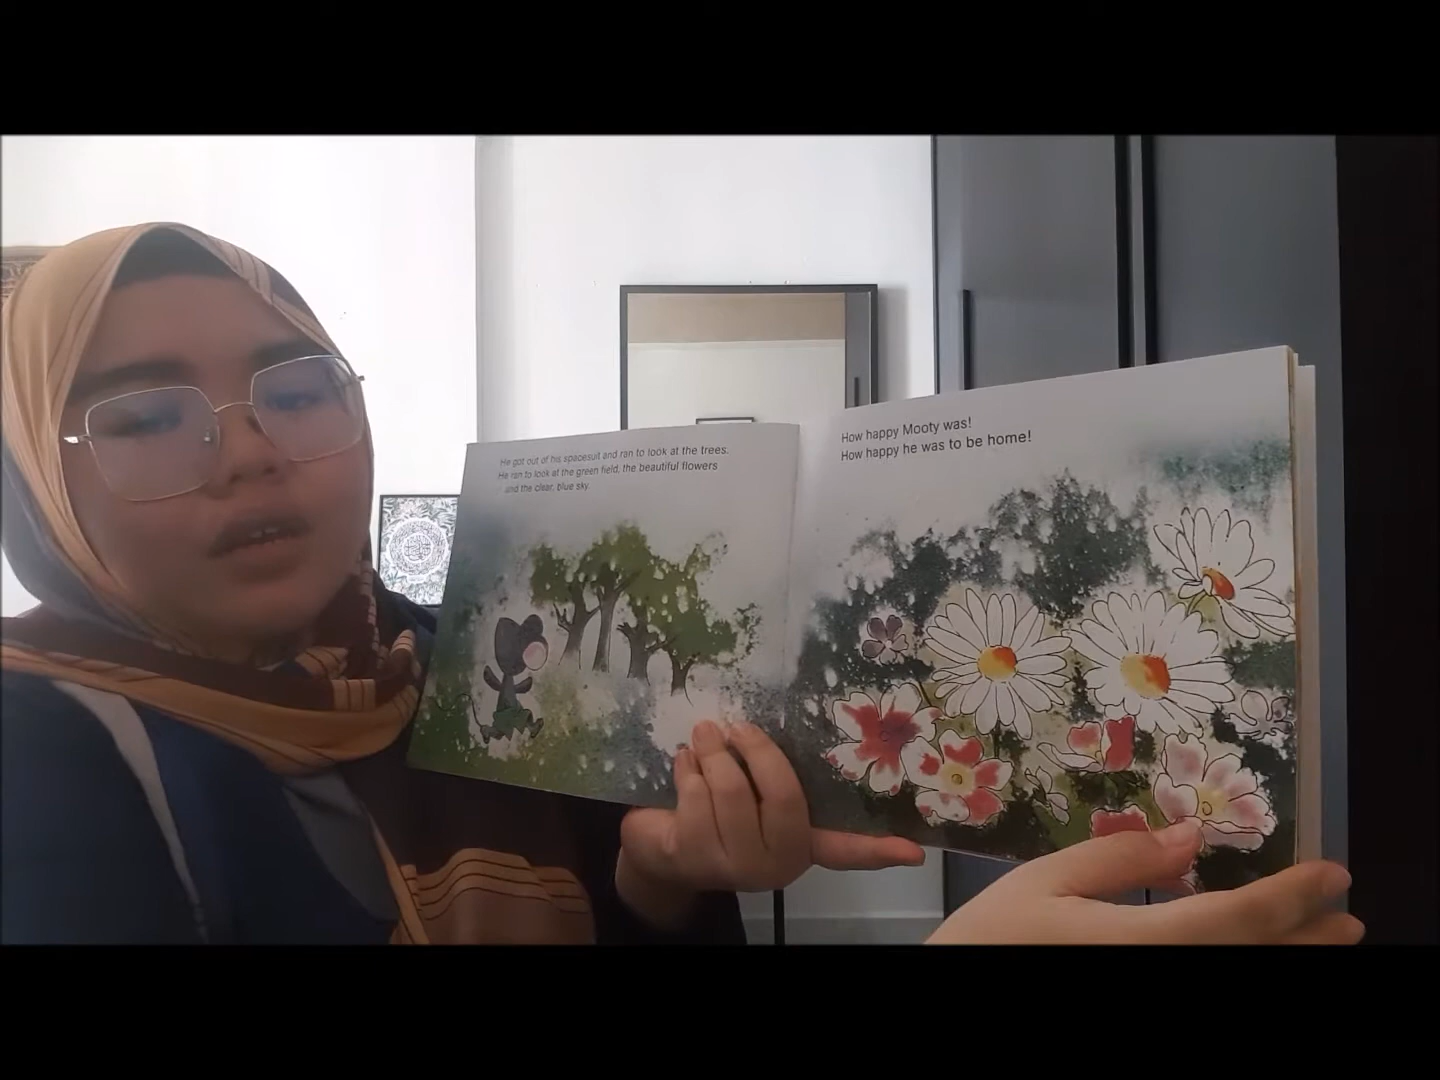 He got out of his spacesuit and ran to look at the trees.
He ran to look at the green field, the beautiful flowers
and the clear, blue sky.
How happy Mooty was!
How happy he was to be home!